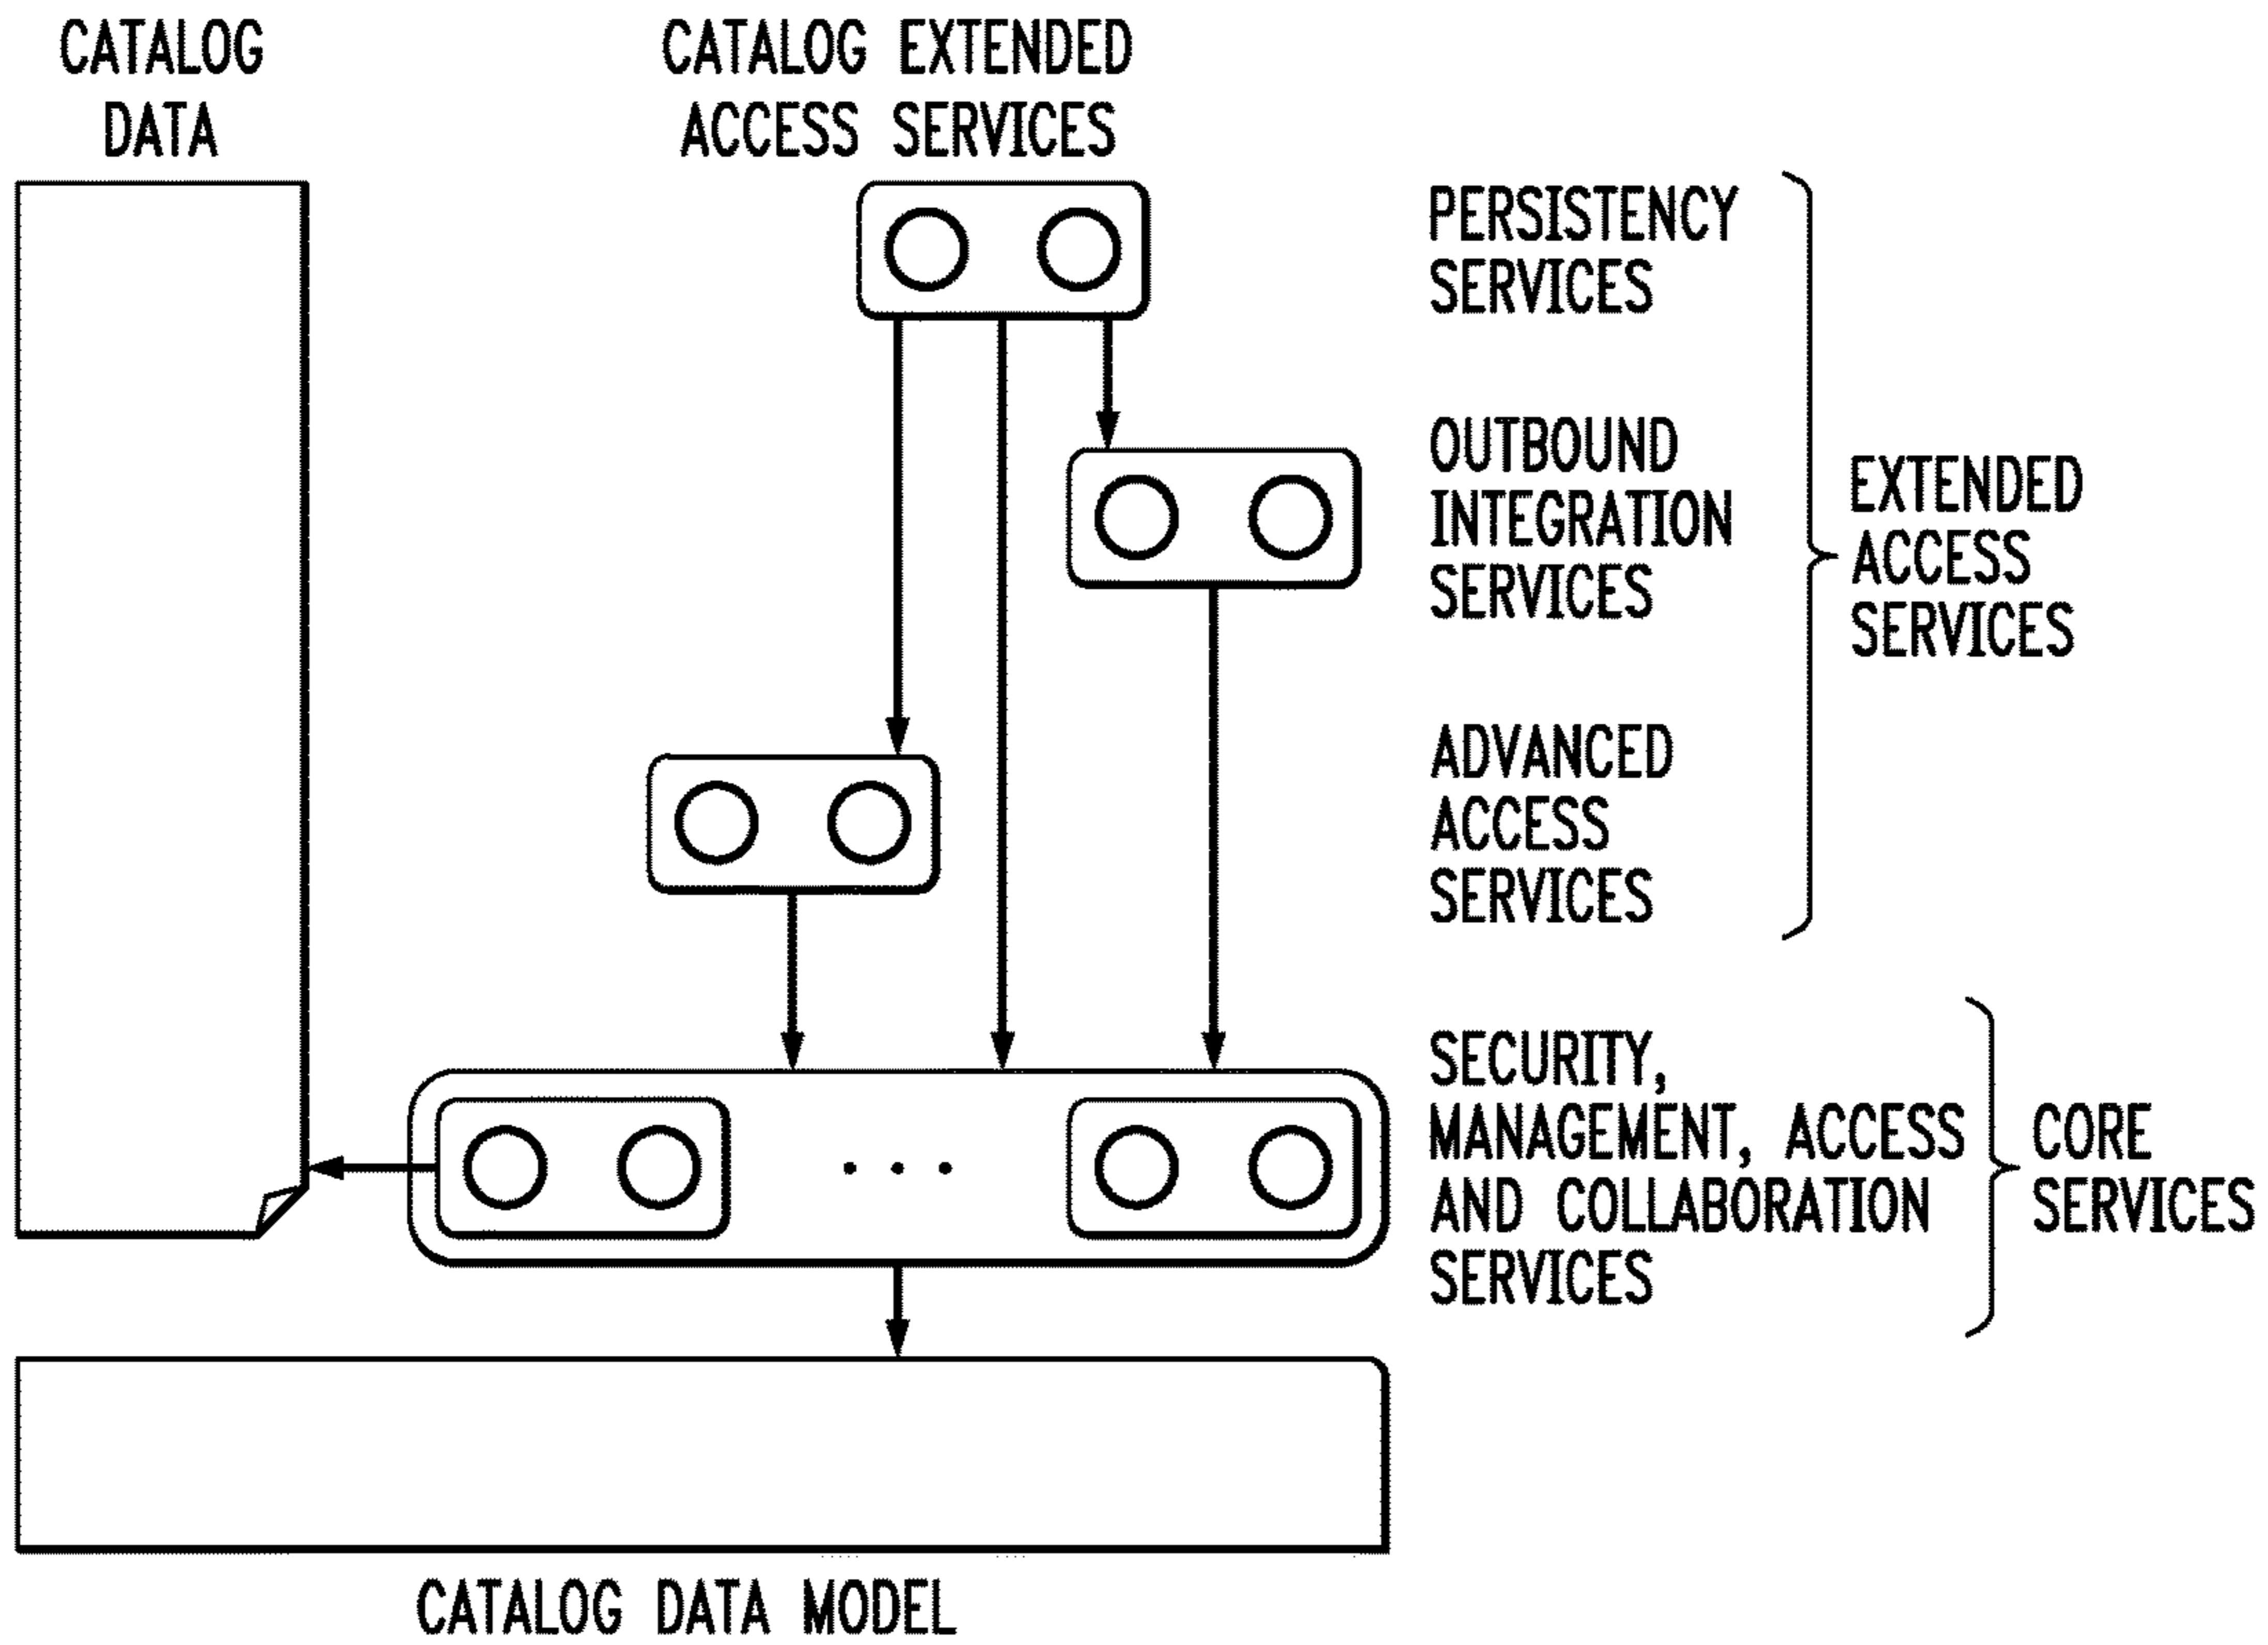 CATALOG
DATA
CATALOG EXTENDED
ACCESS SERVICES
PERSISTENCY
SERVICES
OUTBOUND
INTEGRATION
SERVICES
EXTENDED
ACCESS
SERVICES
ADVANCED
ACCESS
SERVICES
SECURITY,
MANAGEMENT, ACCESS
AND COLLABORATION
SERVICES
CORE
SERVICES
CATALOG DATA MODEL